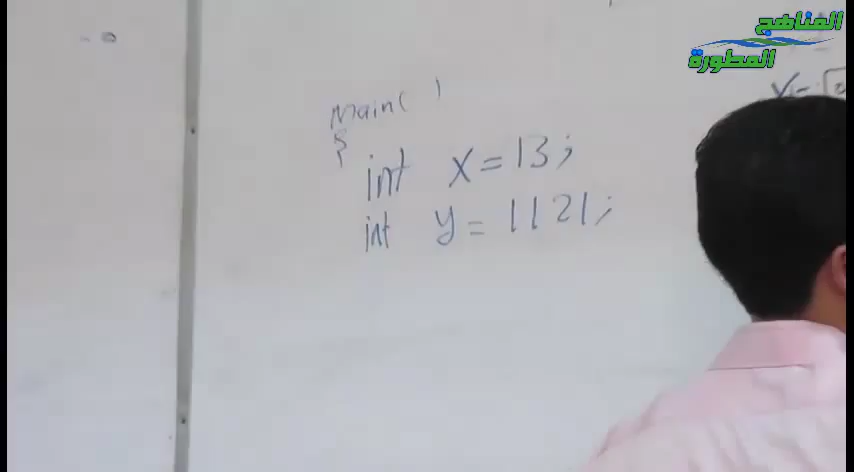 المناهج
المطورة
main( )
{
int x = 13;
int y = 1121;